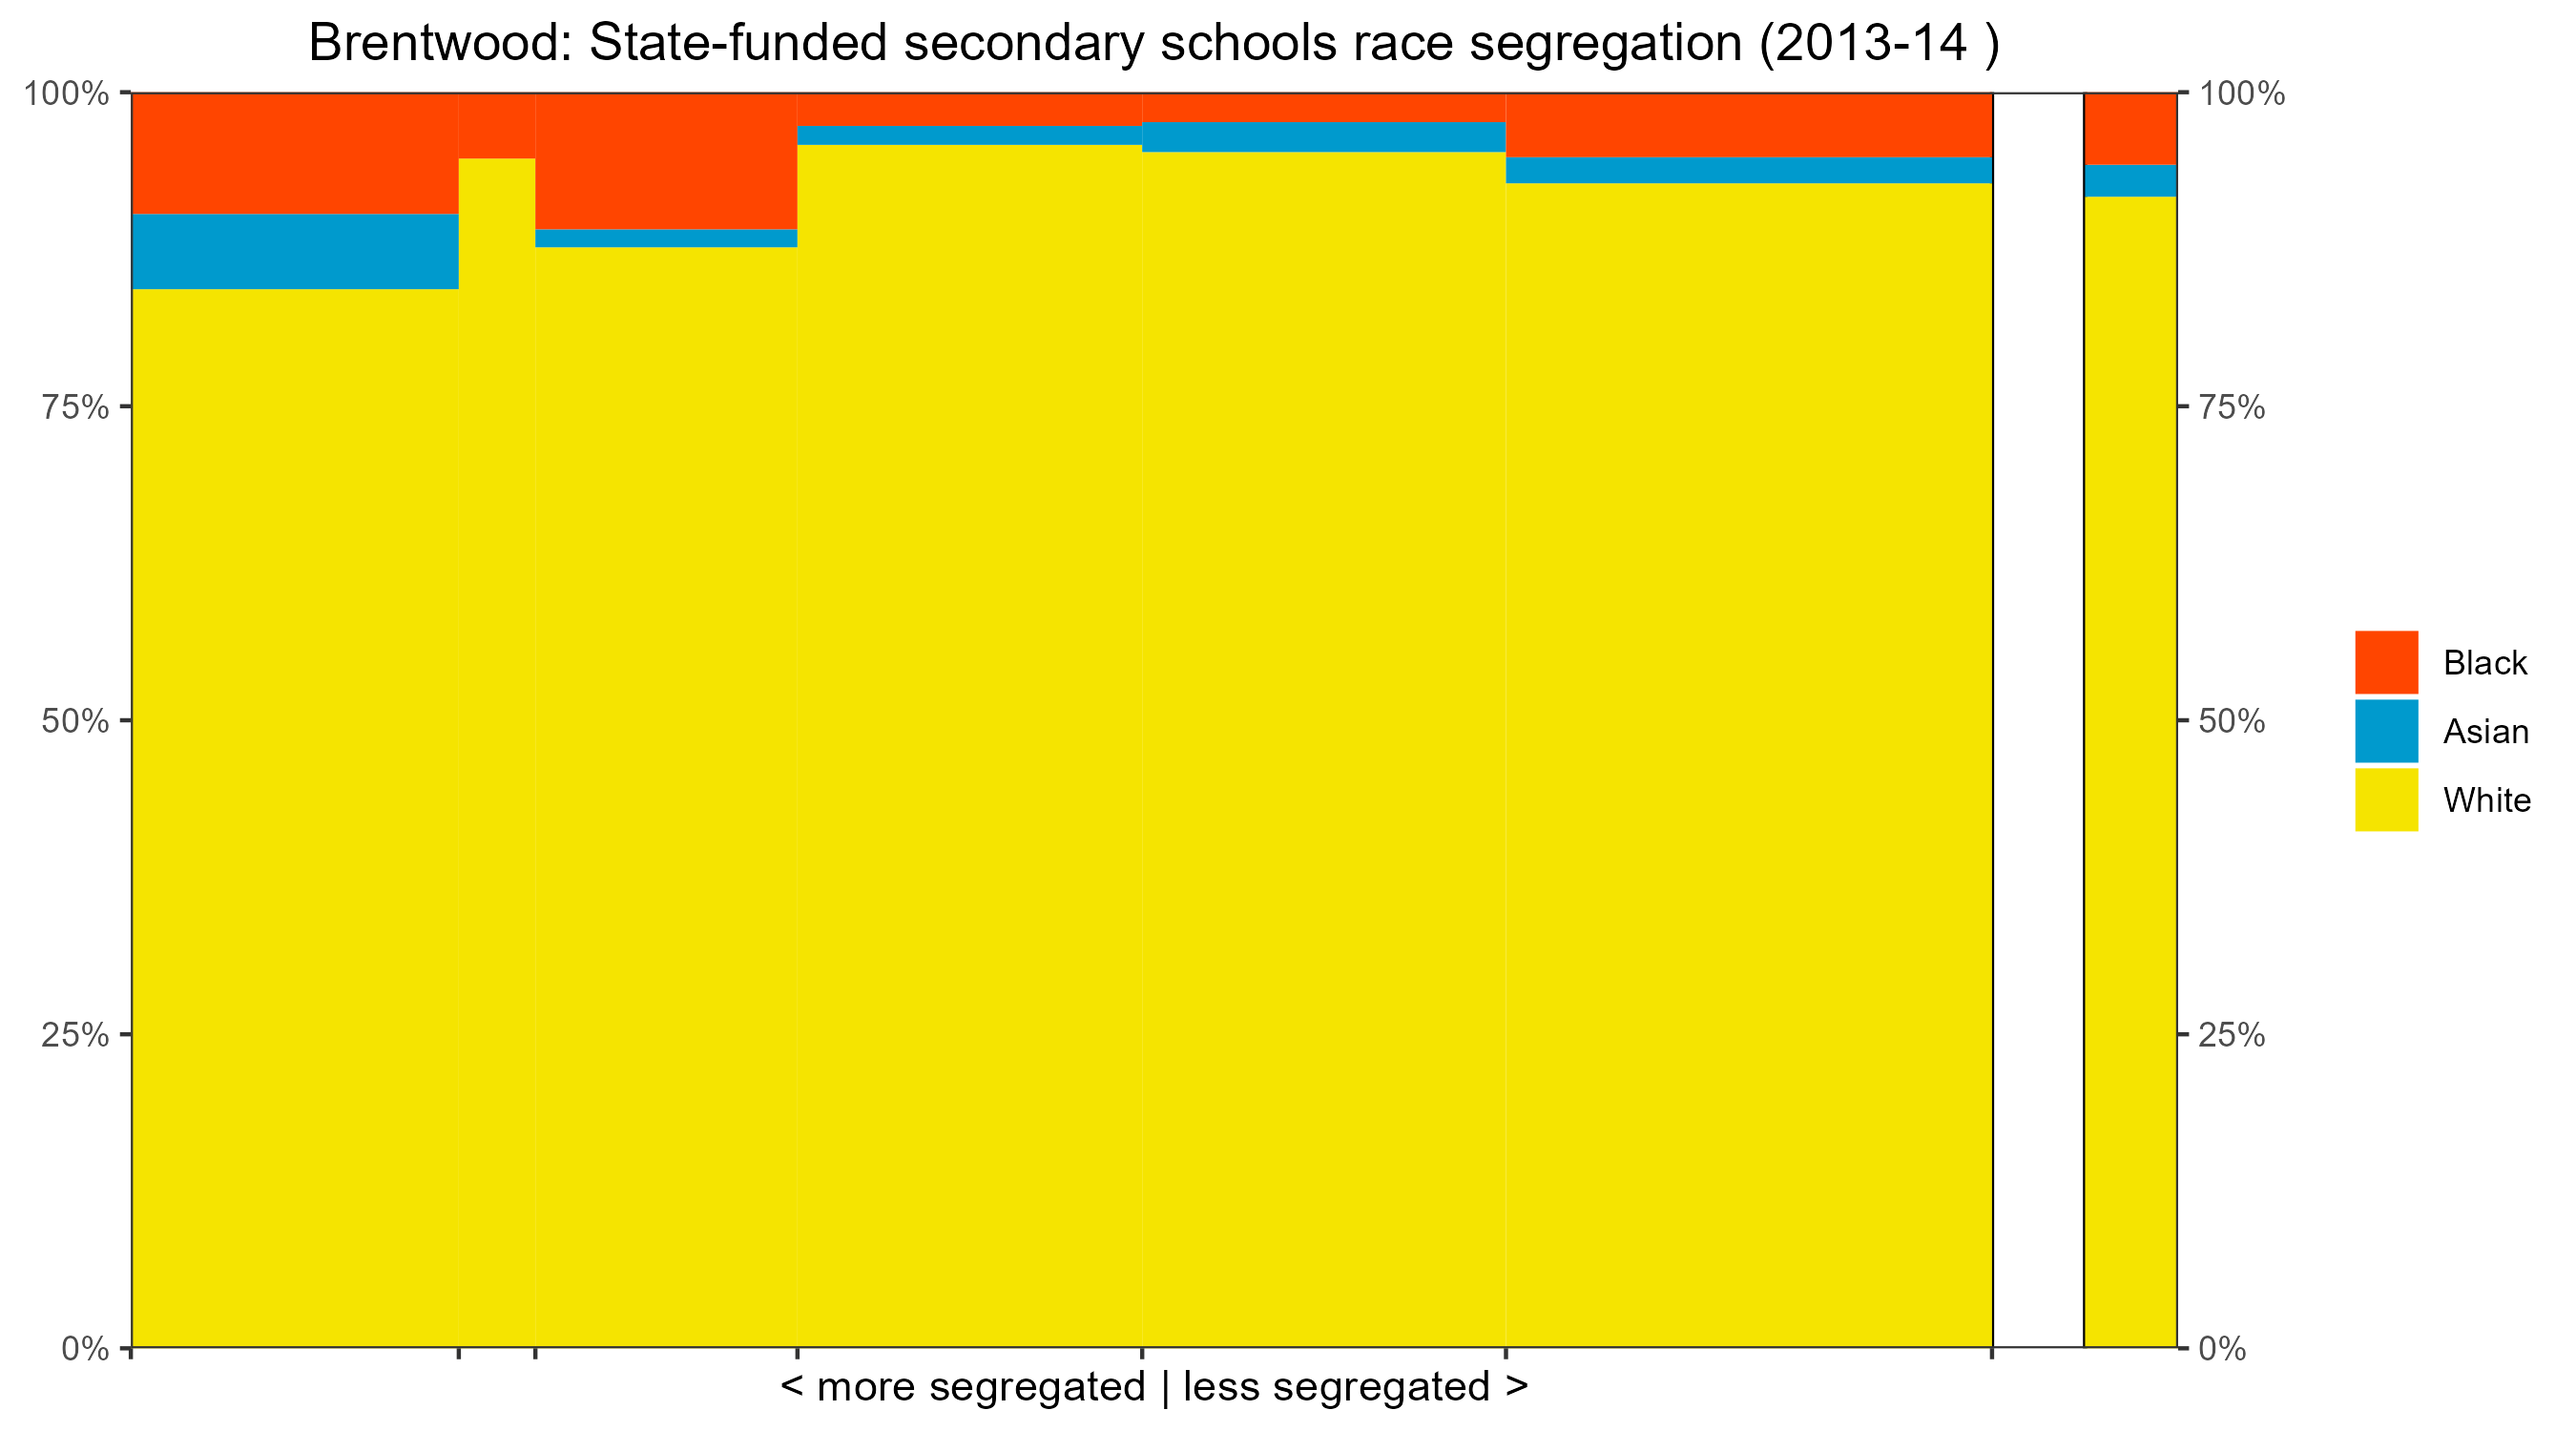 Brentwood: State-funded secondary schools race segregation (2013-14 )
100%
75%
50%
25%
0%
100%
75%
50%
25%
0%
Black
Asian
White
< more segregated | less segregated >